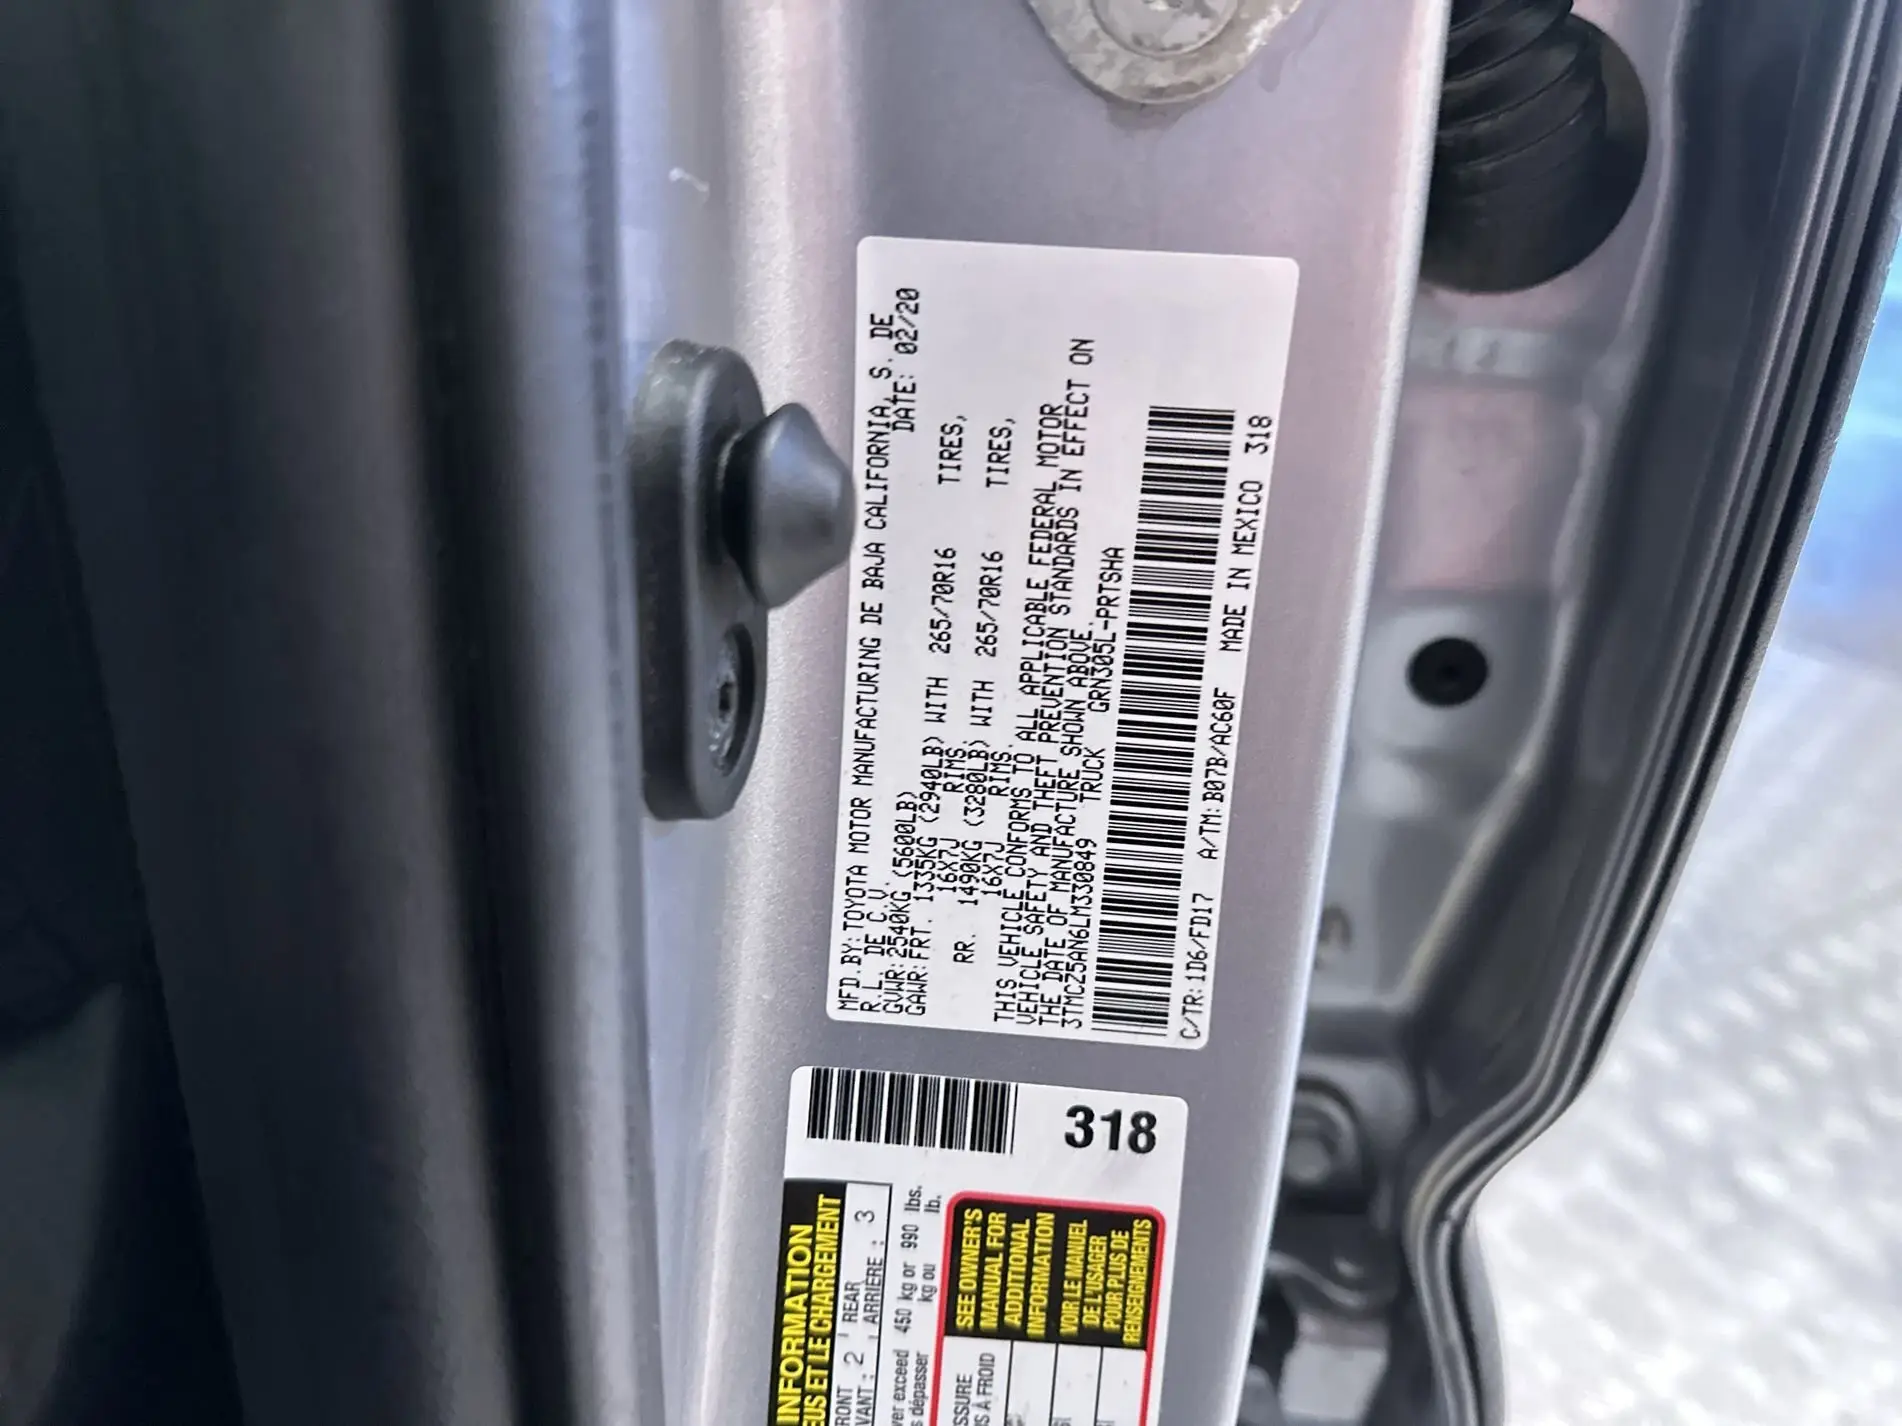 MFD.BY:TOYOTA MOTOR MANUFACTURING DE BAJA CALIFORNIA, S. DE
R.L. DE C.V. DATE: 02/20
GVWR:2540KG (5600LB)
GAWR:FRT. 1335KG (2940LB) WITH 265/70R16 TIRES,
16X7J RIMS.
RR. 1490KG (3280LB) WITH 265/70R16 TIRES,
16X7J RIMS.
THIS VEHICLE CONFORMS TO ALL APPLICABLE FEDERAL MOTOR
VEHICLE SAFETY AND THEFT PREVENTION STANDARDS IN EFFECT ON
THE DATE OF MANUFACTURE SHOWN ABOVE.
3TMCZ5AN6LM330849 TRUCK GRN305L-PRTSHA
C/TR:1D6/FD17 A/TM:B07B/AC60F MADE IN MEXICO 318
318
INFORMATION
ET LE CHARGEMENT
2 REAR 3
2 ARRIÈRE :
exceed 450 kg or 990 lbs.
dépasser kg ou lb.
SEE OWNER'S
MANUAL FOR
ADDITIONAL
INFORMATION
VOIR LE MANUEL
DE L'USAGER
POUR PLUS DE
RENSEIGNEMENTS
À FROID